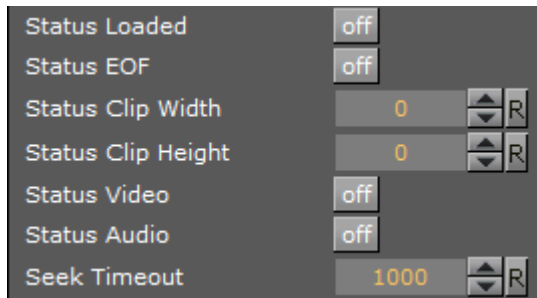 Status Loaded off
Status EOF off
Status Clip Width 0 R
Status Clip Height 0 R
Status Video off
Status Audio off
Seek Timeout 1000 R